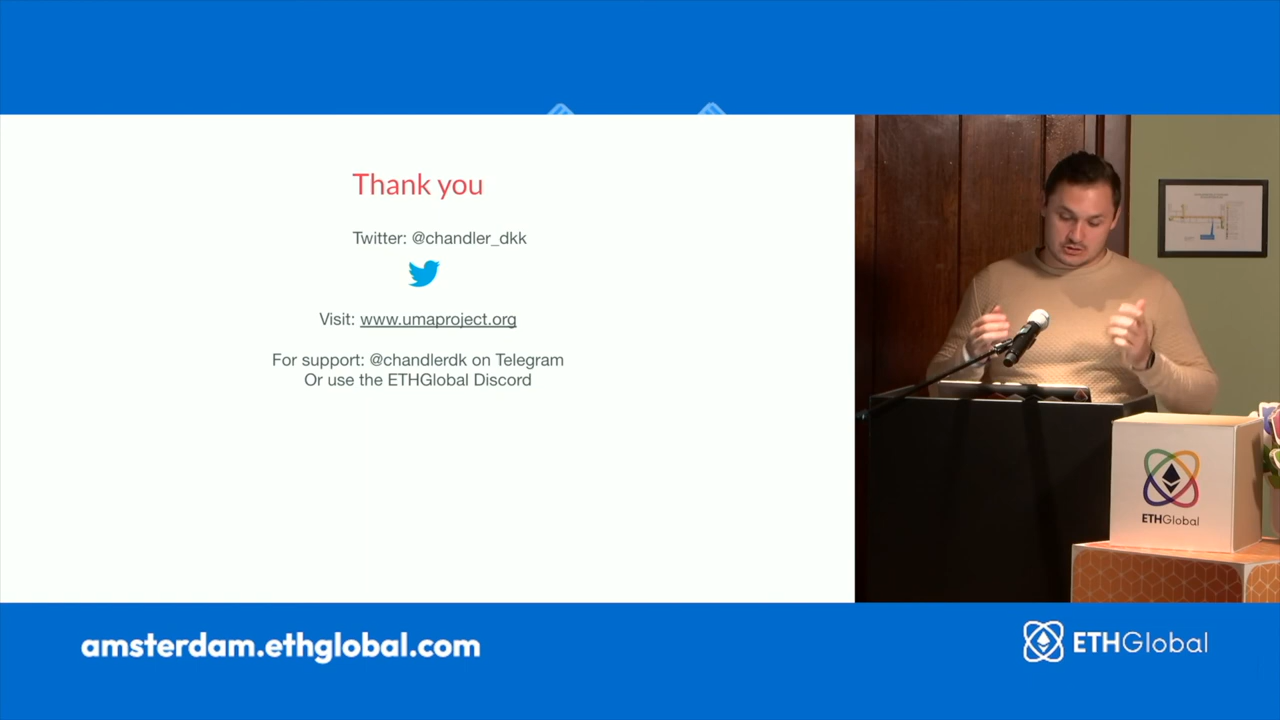 Thank you
Twitter: @chandler_dkk
Visit: www.umaproject.org
For support: @chandlerdk on Telegram
Or use the ETHGlobal Discord
ETHGlobal
amsterdam.ethglobal.com
ETHGlobal